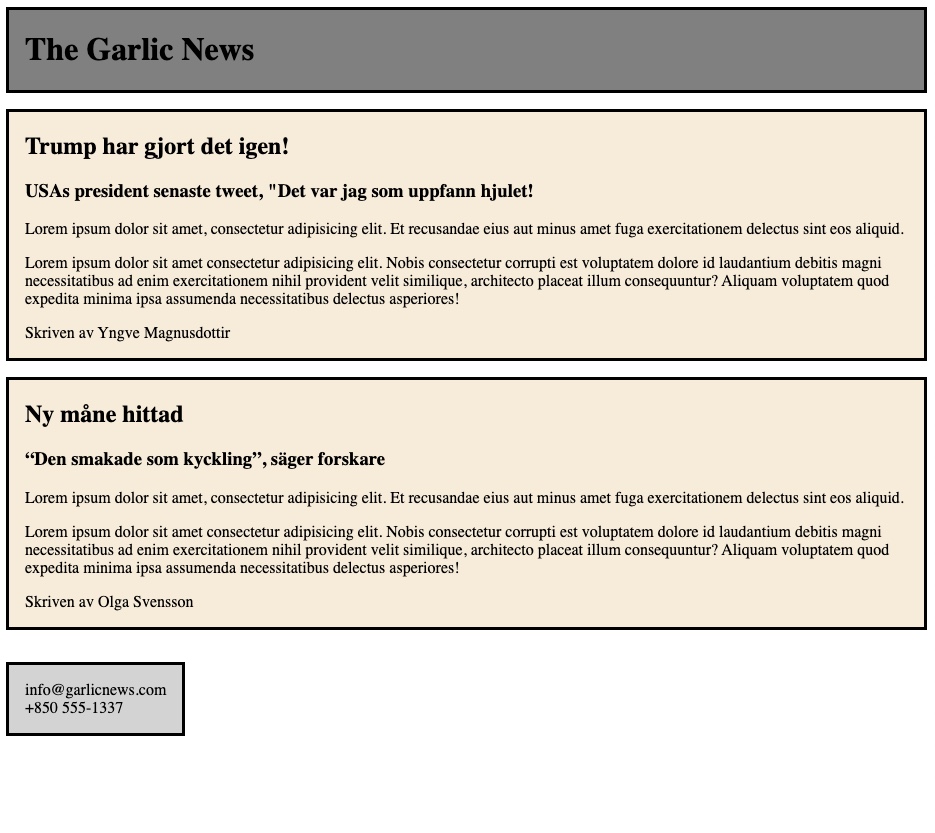 The Garlic News
Trump har gjort det igen!
USAs president senaste tweet, "Det var jag som uppfann hjulet!
Lorem ipsum dolor sit amet, consectetur adipisicing elit. Et recusandae eius aut minus amet fuga exercitationem delectus sint eos aliquid.
Lorem ipsum dolor sit amet consectetur adipisicing elit. Nobis consectetur corrupti est voluptatem dolore id laudantium debitis magni
necessitatibus ad enim exercitationem nihil provident velit similique, architecto placeat illum consequuntur? Aliquam voluptatem quod
expedita minima ipsa assumenda necessitatibus delectus asperiores!
Skriven av Yngve Magnusdottir
Ny måne hittad
“Den smakade som kyckling”, säger forskare
Lorem ipsum dolor sit amet, consectetur adipisicing elit. Et recusandae eius aut minus amet fuga exercitationem delectus sint eos aliquid.
Lorem ipsum dolor sit amet consectetur adipisicing elit. Nobis consectetur corrupti est voluptatem dolore id laudantium debitis magni
necessitatibus ad enim exercitationem nihil provident velit similique, architecto placeat illum consequuntur? Aliquam voluptatem quod
expedita minima ipsa assumenda necessitatibus delectus asperiores!
Skriven av Olga Svensson
info@garlicnews.com
+850 555-1337